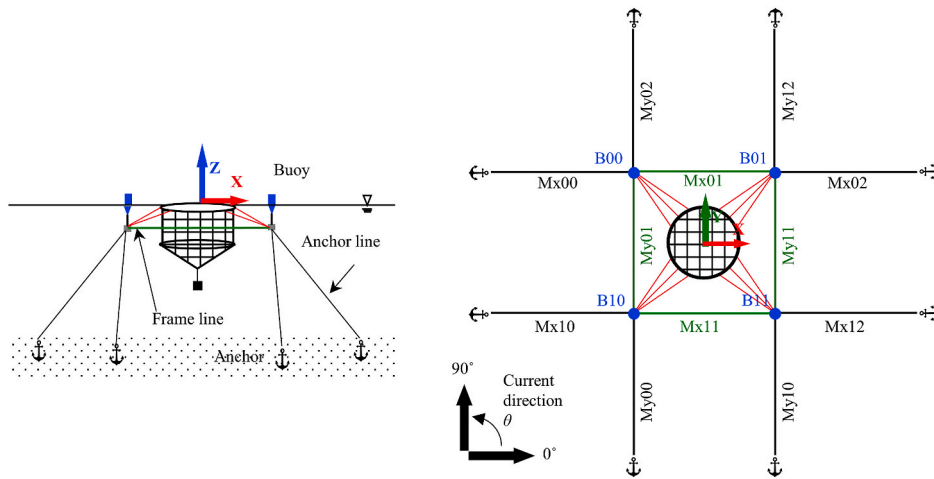 Z
X
Buoy
Anchor line
Frame line
Anchor
My02
My12
B00
B01
Mx00
Mx01
Mx02
Y
X
My01
My11
B10
B11
Mx10
Mx11
Mx12
My00
My10
90°
Current
direction
θ
0°